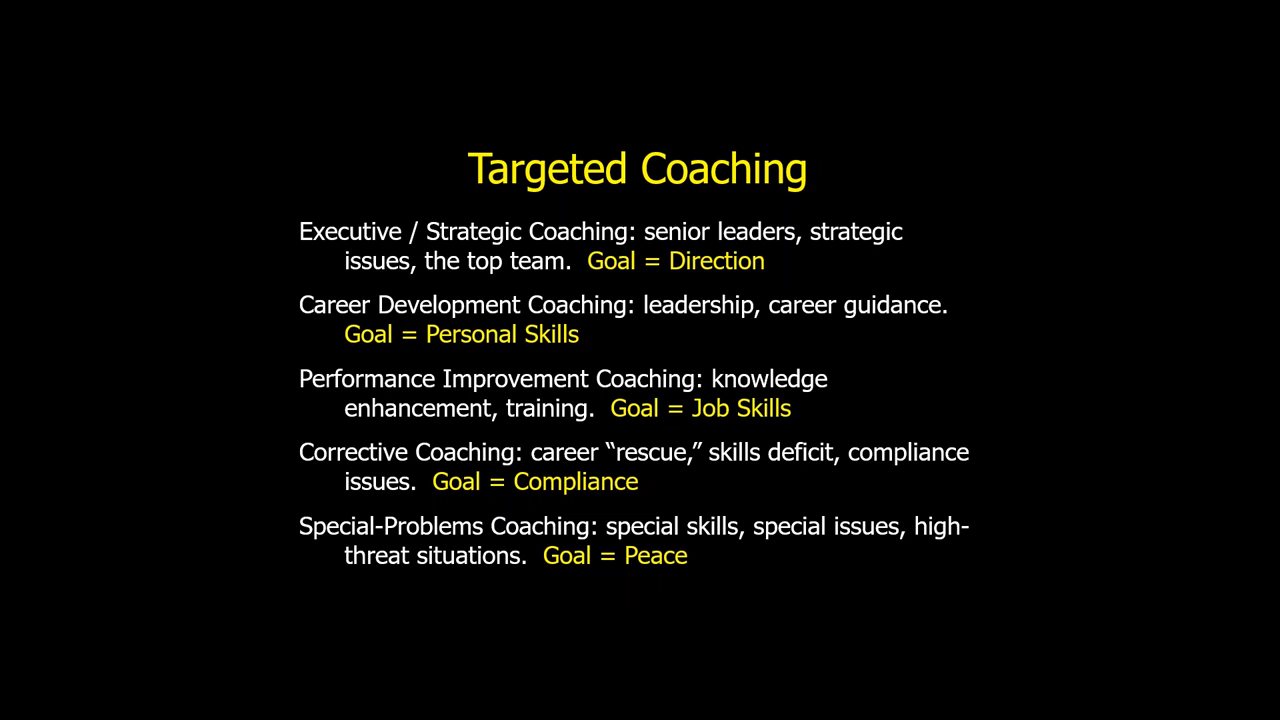 Targeted Coaching
Executive / Strategic Coaching: senior leaders, strategic
issues, the top team.  Goal = Direction
Career Development Coaching: leadership, career guidance.
Goal = Personal Skills
Performance Improvement Coaching: knowledge
enhancement, training.  Goal = Job Skills
Corrective Coaching: career “rescue,” skills deficit, compliance
issues.  Goal = Compliance
Special-Problems Coaching: special skills, special issues, high-
threat situations.  Goal = Peace